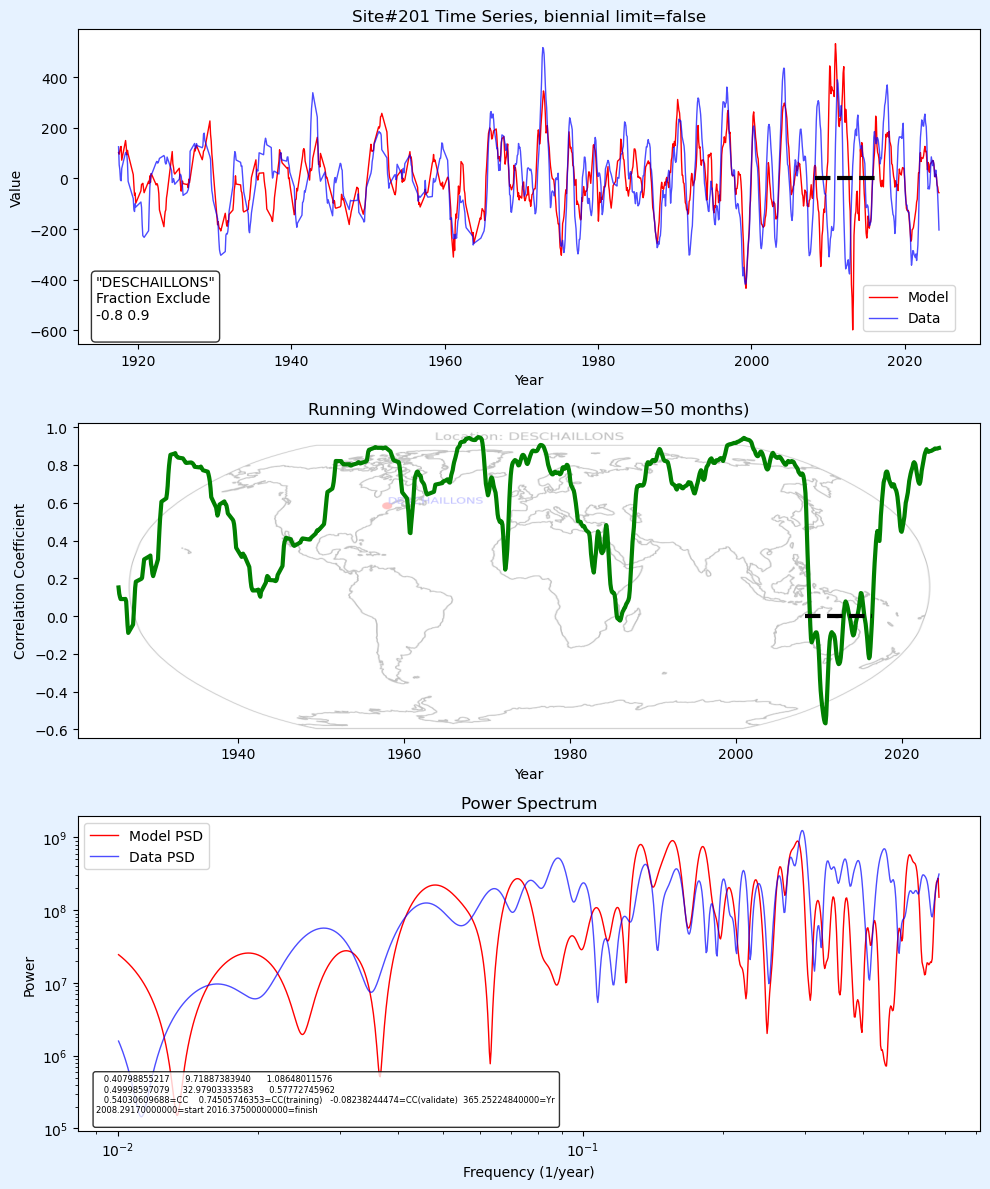 Site#201 Time Series, biennial limit=false
Value
400
200
0
−200
−400
−600
"DESCHAILLONS"
Fraction Exclude
-0.8 0.9
Model
Data
1920
1940
1960
1980
2000
2020
Year
Running Windowed Correlation (window=50 months)
Location: DESCHAILLONS
DESCHAILLONS
Correlation Coefficient
1.0
0.8
0.6
0.4
0.2
0.0
−0.2
−0.4
−0.6
1940
1960
1980
2000
2020
Year
Power Spectrum
Model PSD
Data PSD
Power
10⁹
10⁸
10⁷
10⁶
10⁵
0.40798855217 9.71887383940 1.08648011576
0.49998597079 32.97903333583 0.57772745962
0.54030609688=CC 0.74505746353=CC(training) -0.08238244474=CC(validate) 365.25224840000=Yr
2008.29170000000=start 2016.37500000000=finish
10⁻²
10⁻¹
Frequency (1/year)